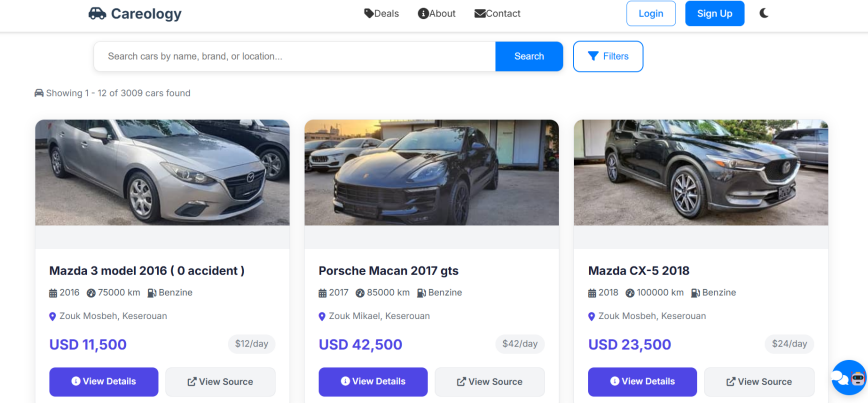 Careology Deals About Contact Login Sign Up
Search cars by name, brand, or location... Search Filters
Showing 1 - 12 of 3009 cars found
Mazda 3 model 2016 ( 0 accident )
2016 75000 km Benzine
Zouk Mosbeh, Keserouan
USD 11,500 $12/day
View Details View Source
Porsche Macan 2017 gts
2017 85000 km Benzine
Zouk Mikael, Keserouan
USD 42,500 $42/day
View Details View Source
Mazda CX-5 2018
2018 100000 km Benzine
Zouk Mosbeh, Keserouan
USD 23,500 $24/day
View Details View Source